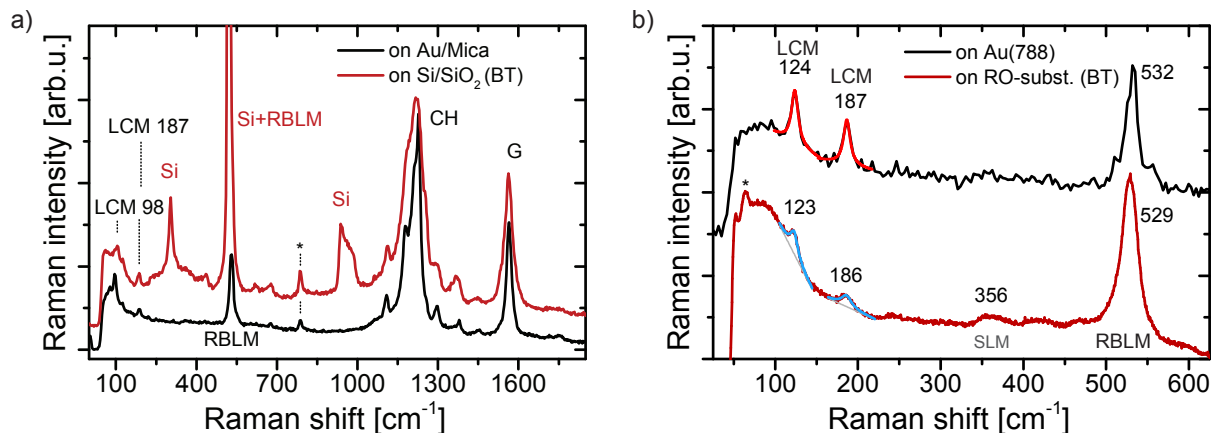 a)
Raman intensity [arb.u.]
on Au/Mica
on Si/SiO₂ (BT)
Si+RBLM
CH
LCM 187
Si
Si
G
LCM 98
*
RBLM
100 400 700 1000 1300 1600
Raman shift [cm⁻¹]
b)
Raman intensity [arb.u.]
on Au(788)
on RO-subst. (BT)
LCM
124
LCM
187
532
*
123
529
186
356
SLM
RBLM
100 200 300 400 500 600
Raman shift [cm⁻¹]